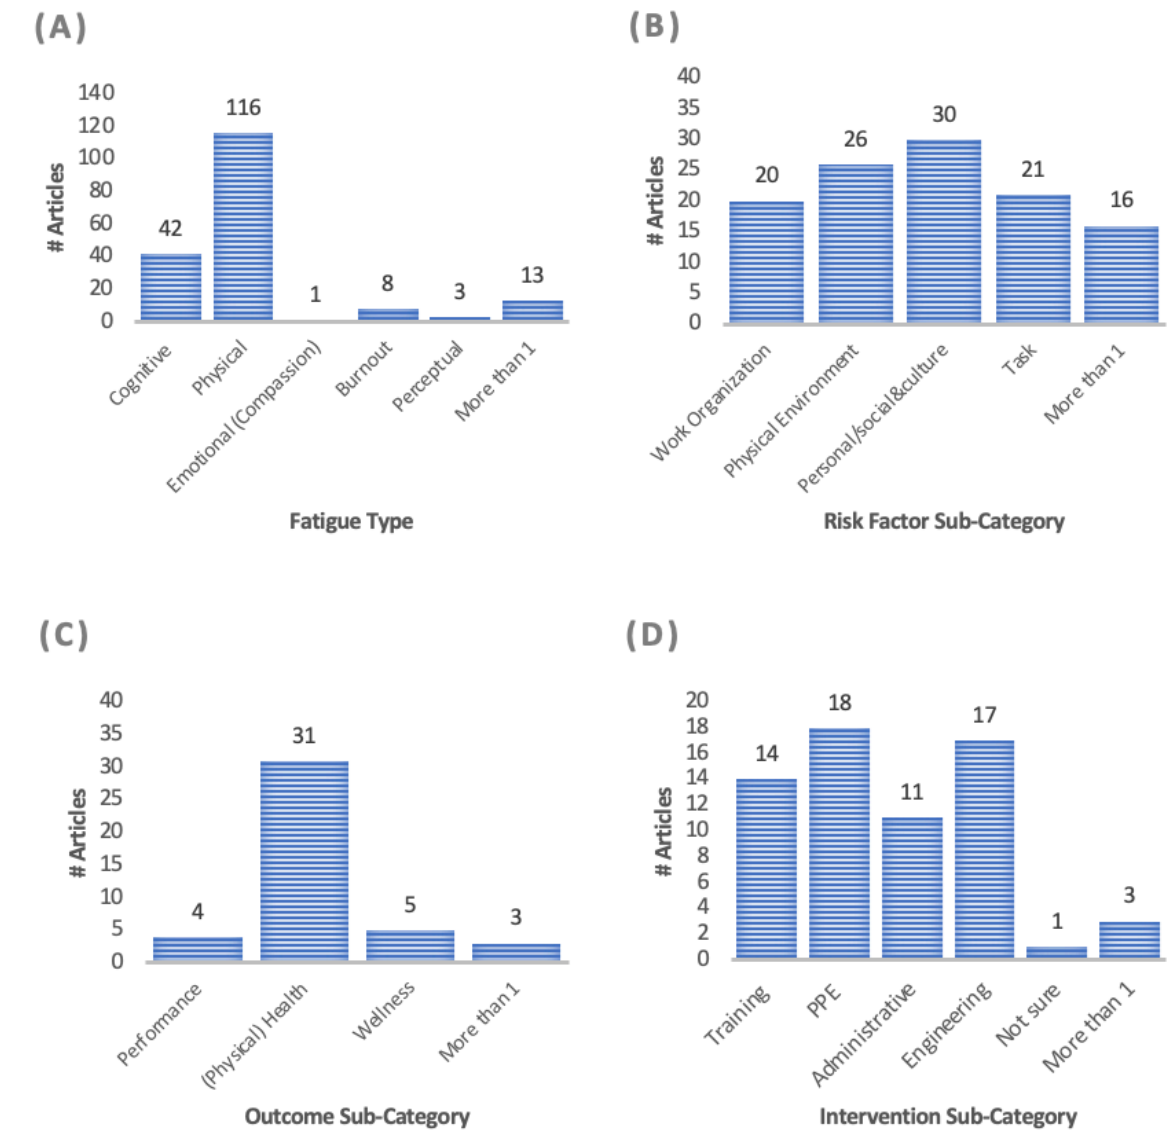 (A)
140
120
100
80
60
40
20
0
# Articles
42
116
1
8
3
13
Cognitive
Physical
Emotional (Compassion)
Burnout
Perceptual
More than 1
Fatigue Type
(B)
40
35
30
25
20
15
10
5
0
# Articles
20
26
30
21
16
Work Organization
Physical Environment
Personal/social&culture
Task
More than 1
Risk Factor Sub-Category
(C)
40
35
30
25
20
15
10
5
0
# Articles
4
31
5
3
Performance
(Physical) Health
Wellness
More than 1
Outcome Sub-Category
(D)
20
18
16
14
12
10
8
6
4
2
0
# Articles
14
18
11
17
1
3
Training
PPE
Administrative
Engineering
Not sure
More than 1
Intervention Sub-Category